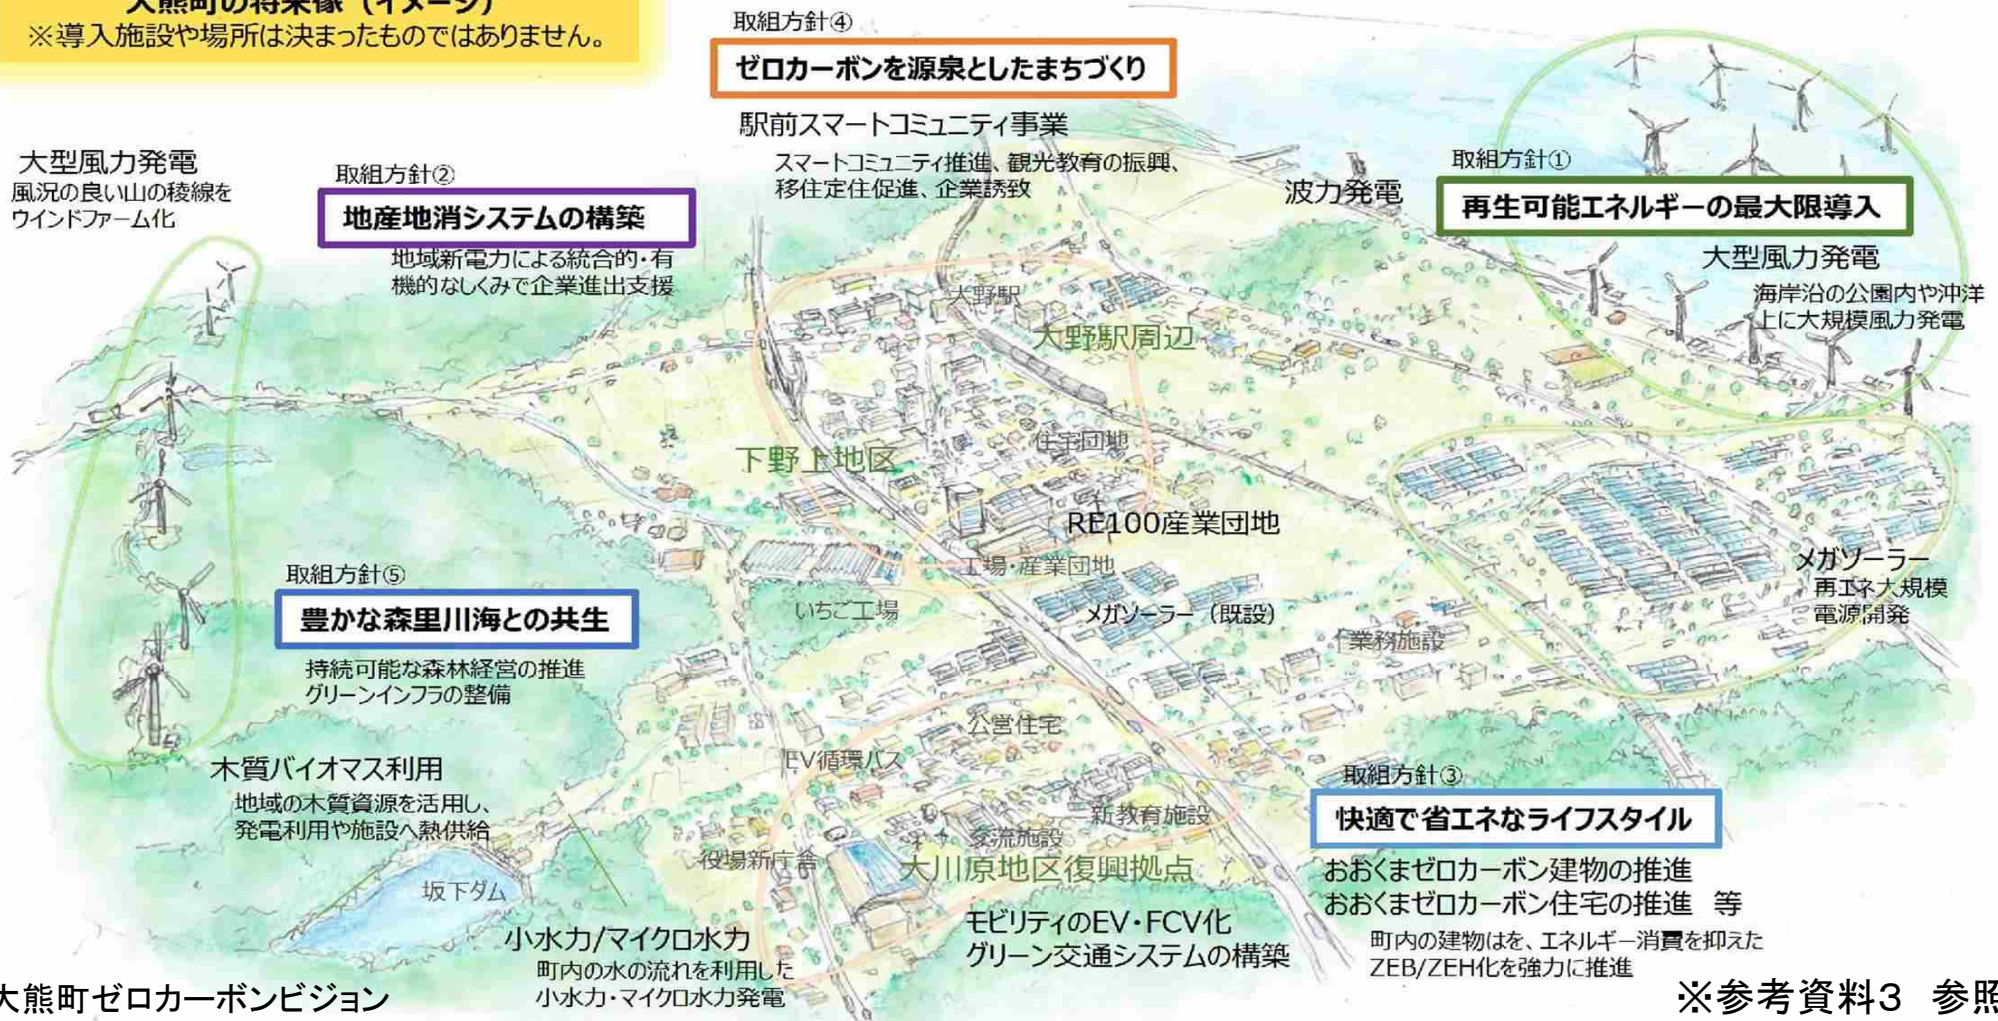 大熊町の将来像（イメージ）
※導入施設や場所は決まったものではありません。
取組方針④
ゼロカーボンを源泉としたまちづくり
駅前スマートコミュニティ事業
スマートコミュニティ推進、観光教育の振興、
移住定住促進、企業誘致
大型風力発電
風況の良い山の稜線を
ウインドファーム化
取組方針②
地産地消システムの構築
地域新電力による統合的・有
機的なしくみで企業進出支援
波力発電
取組方針①
再生可能エネルギーの最大限導入
大型風力発電
海岸沿の公園内や沖洋
上に大規模風力発電
大野駅
大野駅周辺
下野上地区
住宅団地
RE100産業団地
工場・産業団地
いちご工場
メガソーラー（既設）
業務施設
メガソーラー
再エネ大規模
電源開発
取組方針⑤
豊かな森里川海との共生
持続可能な森林経営の推進
グリーンインフラの整備
木質バイオマス利用
地域の木質資源を活用し、
発電利用や施設へ熱供給
公営住宅
EV循環バス
新教育施設
交流施設
役場新庁舎
大川原地区復興拠点
坂下ダム
取組方針③
快適で省エネなライフスタイル
おおくまゼロカーボン建物の推進
おおくまゼロカーボン住宅の推進 等
町内の建物はを、エネルギー消費を抑えた
ZEB/ZEH化を強力に推進
小水力/マイクロ水力
町内の水の流れを利用した
小水力・マイクロ水力発電
モビリティのEV・FCV化
グリーン交通システムの構築
大熊町ゼロカーボンビジョン
※参考資料3 参照